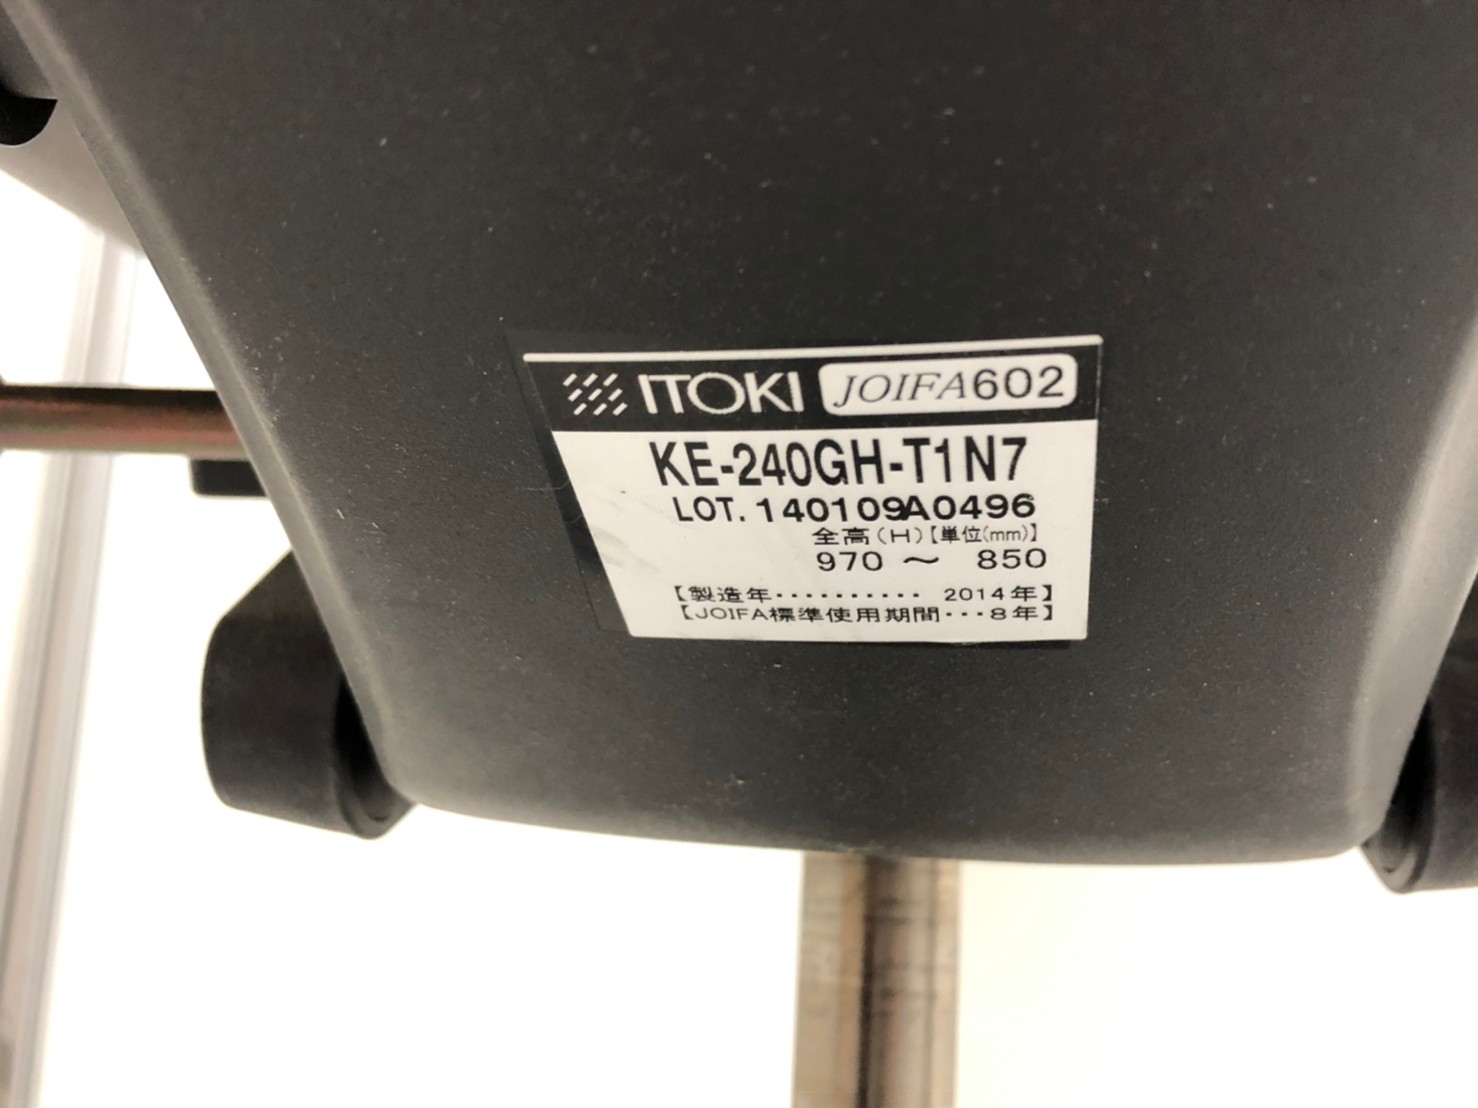 ITOKI JOIFA602
KE-240GH-T1N7
LOT.140109A0496
全高(H)【単位(mm)】
970 ～ 850
【製造年・・・・・・・・・・ 2014年】
【JOIFA標準使用期間・・・8年】